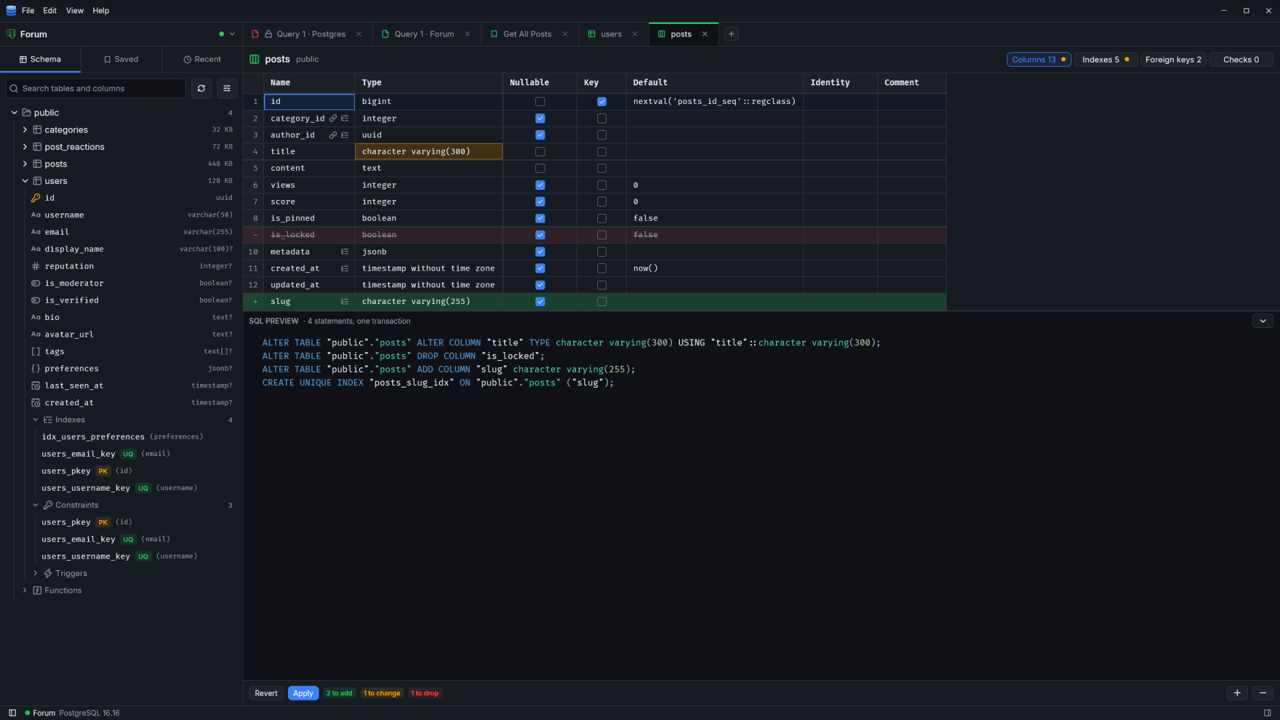 File Edit View Help
Forum
Query 1 · Postgres
Query 1 · Forum
Get All Posts
users
posts
Schema
Saved
Recent
posts public
Columns 13
Indexes 5
Foreign keys 2
Checks 0
Search tables and columns
public 4
categories 32 KB
post_reactions 72 KB
posts 448 KB
users 128 KB
id uuid
username varchar(50)
email varchar(255)
display_name varchar(100)?
reputation integer?
is_moderator boolean?
is_verified boolean?
bio text?
avatar_url text?
tags text[]?
preferences jsonb?
last_seen_at timestamp?
created_at timestamp?
Indexes 4
idx_users_preferences (preferences)
users_email_key UQ (email)
users_pkey PK (id)
users_username_key UQ (username)
Constraints 3
users_pkey PK (id)
users_email_key UQ (email)
users_username_key UQ (username)
Triggers
Functions
Name Type Nullable Key Default Identity Comment
1 id bigint nextval('posts_id_seq'::regclass)
2 category_id integer
3 author_id uuid
4 title character varying(300)
5 content text
6 views integer 0
7 score integer 0
8 is_pinned boolean false
- is_locked boolean false
10 metadata jsonb
11 created_at timestamp without time zone now()
12 updated_at timestamp without time zone
+ slug character varying(255)
SQL PREVIEW · 4 statements, one transaction
ALTER TABLE "public"."posts" ALTER COLUMN "title" TYPE character varying(300) USING "title"::character varying(300);
ALTER TABLE "public"."posts" DROP COLUMN "is_locked";
ALTER TABLE "public"."posts" ADD COLUMN "slug" character varying(255);
CREATE UNIQUE INDEX "posts_slug_idx" ON "public"."posts" ("slug");
Revert Apply 2 to add 1 to change 1 to drop
Forum PostgreSQL 16.16